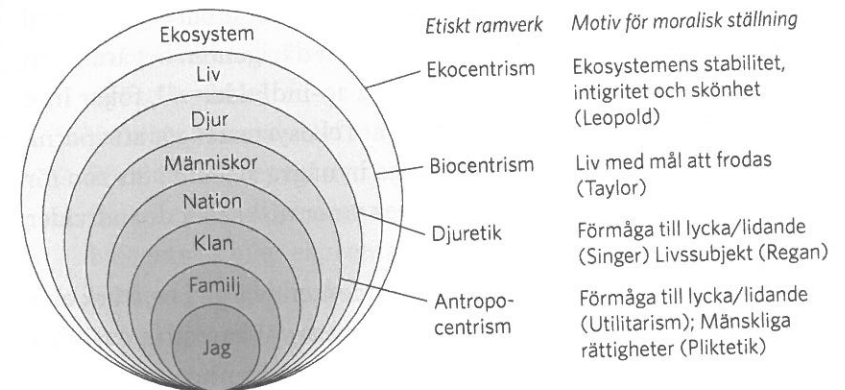 Ekosystem
Liv
Djur
Människor
Nation
Klan
Familj
Jag
Etiskt ramverk Motiv för moralisk ställning
Ekocentrism Ekosystemens stabilitet,
intigritet och skönhet
(Leopold)
Biocentrism Liv med mål att frodas
(Taylor)
Djuretik Förmåga till lycka/lidande
(Singer) Livssubjekt (Regan)
Antropo- Förmåga till lycka/lidande
centrism (Utilitarism); Mänskliga
rättigheter (Pliktetik)